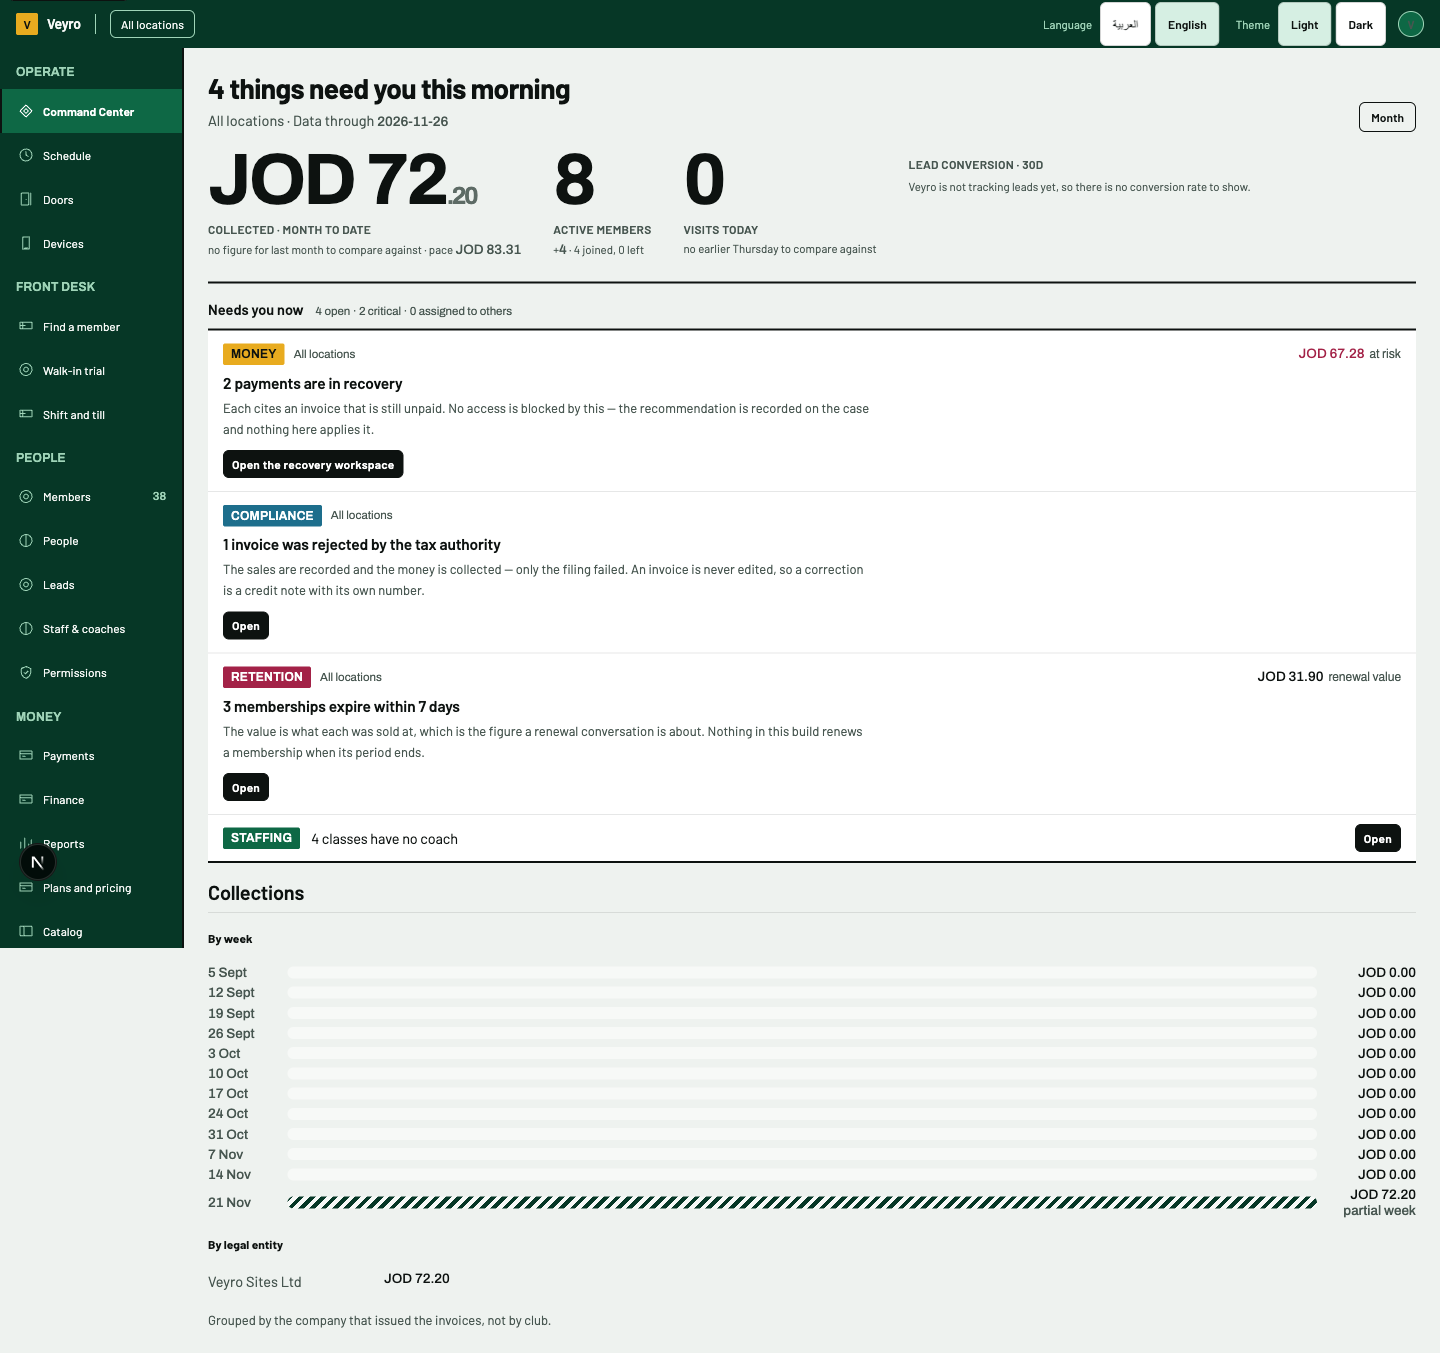 V Veyro All locations Language العربية English Theme Light Dark
OPERATE
Command Center
Schedule
Doors
Devices
FRONT DESK
Find a member
Walk-in trial
Shift and till
PEOPLE
Members 38
People
Leads
Staff & coaches
Permissions
MONEY
Payments
Finance
Reports
Plans and pricing
Catalog
N
4 things need you this morning
All locations · Data through 2026-11-26
Month
JOD 72.20
COLLECTED · MONTH TO DATE
no figure for last month to compare against · pace JOD 83.31
8
ACTIVE MEMBERS
+4 · 4 joined, 0 left
0
VISITS TODAY
no earlier Thursday to compare against
LEAD CONVERSION · 30D
Veyro is not tracking leads yet, so there is no conversion rate to show.
Needs you now 4 open · 2 critical · 0 assigned to others
MONEY All locations JOD 67.28 at risk
2 payments are in recovery
Each cites an invoice that is still unpaid. No access is blocked by this — the recommendation is recorded on the case
and nothing here applies it.
Open the recovery workspace
COMPLIANCE All locations
1 invoice was rejected by the tax authority
The sales are recorded and the money is collected — only the filing failed. An invoice is never edited, so a correction
is a credit note with its own number.
Open
RETENTION All locations JOD 31.90 renewal value
3 memberships expire within 7 days
The value is what each was sold at, which is the figure a renewal conversation is about. Nothing in this build renews
a membership when its period ends.
Open
STAFFING 4 classes have no coach Open
Collections
By week
5 Sept JOD 0.00
12 Sept JOD 0.00
19 Sept JOD 0.00
26 Sept JOD 0.00
3 Oct JOD 0.00
10 Oct JOD 0.00
17 Oct JOD 0.00
24 Oct JOD 0.00
31 Oct JOD 0.00
7 Nov JOD 0.00
14 Nov JOD 0.00
21 Nov JOD 72.20
partial week
By legal entity
Veyro Sites Ltd JOD 72.20
Grouped by the company that issued the invoices, not by club.